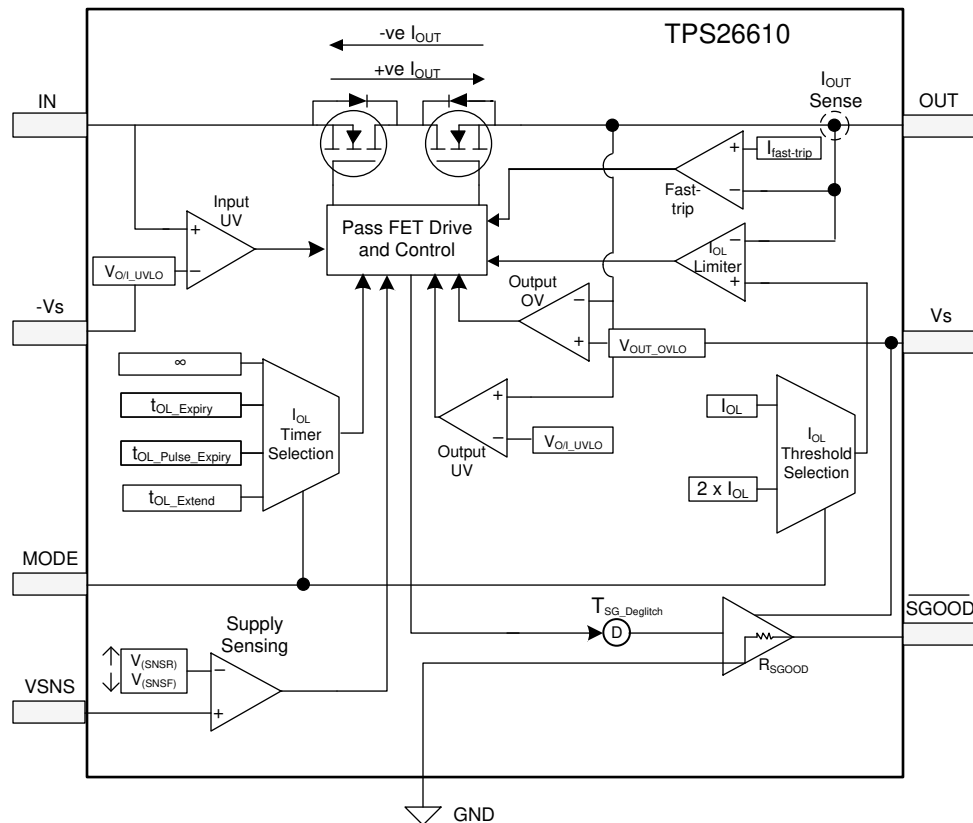 TPS26610
-ve IOUT
+ve IOUT
IN
IOUT
Sense
OUT
Ifast-trip
+
−
Fast-
trip
Input
UV
+
−
VO/I_UVLO
Pass FET Drive
and Control
IOL
Limiter
−
+
-Vs
Vs
Output
OV
−
+
VOUT_OVLO
∞
tOL_Expiry
tOL_Pulse_Expiry
tOL_Extend
IOL
Timer
Selection
+
−
Output
UV
VO/I_UVLO
IOL
2 x IOL
IOL
Threshold
Selection
MODE
SGOOD
TSG_Deglitch
D
RSGOOD
Supply
Sensing
V(SNSR)
V(SNSF)
−
+
VSNS
GND